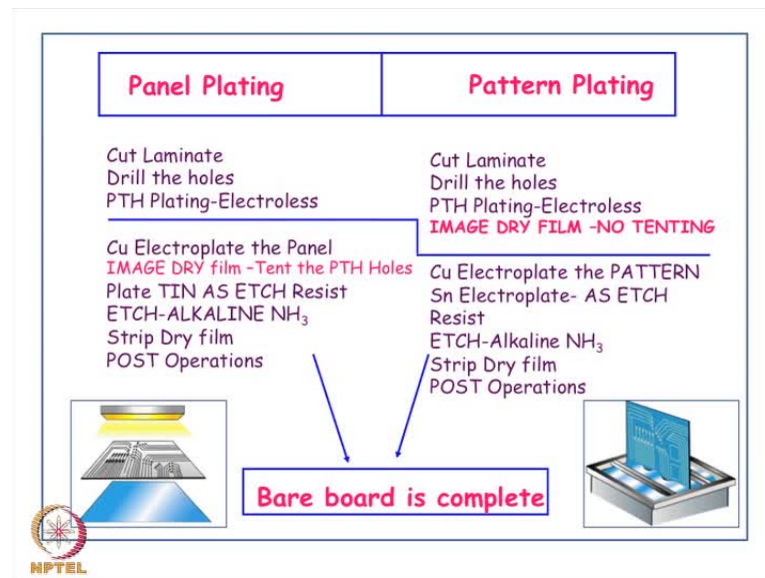 Panel Plating
Pattern Plating
Cut Laminate
Drill the holes
PTH Plating-Electroless
Cu Electroplate the Panel
IMAGE DRY film -Tent the PTH Holes
Plate TIN AS ETCH Resist
ETCH-ALKALINE NH₃
Strip Dry film
POST Operations
Cut Laminate
Drill the holes
PTH Plating-Electroless
IMAGE DRY FILM -NO TENTING
Cu Electroplate the PATTERN
Sn Electroplate- AS ETCH
Resist
ETCH-Alkaline NH₃
Strip Dry film
POST Operations
Bare board is complete
NPTEL